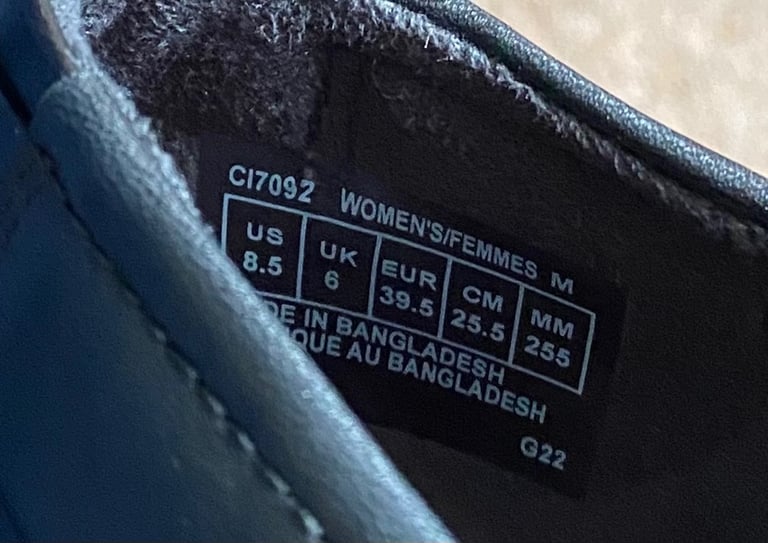 CI7092 WOMEN'S/FEMMES M
US UK EUR CM MM
8.5 6 39.5 25.5 255
IN BANGLADESH
AU BANGLADESH
G22